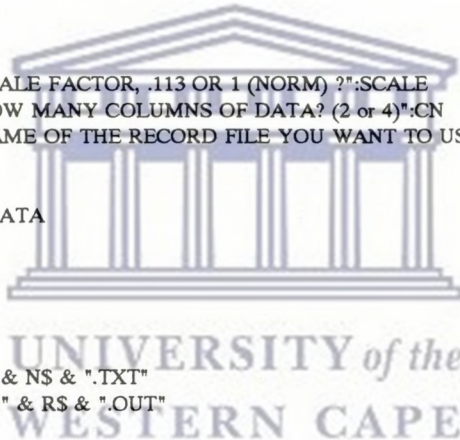 ALE FACTOR, .113 OR 1 (NORM) ?":SCALE
OW MANY COLUMNS OF DATA? (2 or 4)":CN
AME OF THE RECORD FILE YOU WANT TO US
ATA
& N$ & ".TXT"
" & R$ & ".OUT"
UNIVERSITY of the
WESTERN CAPE